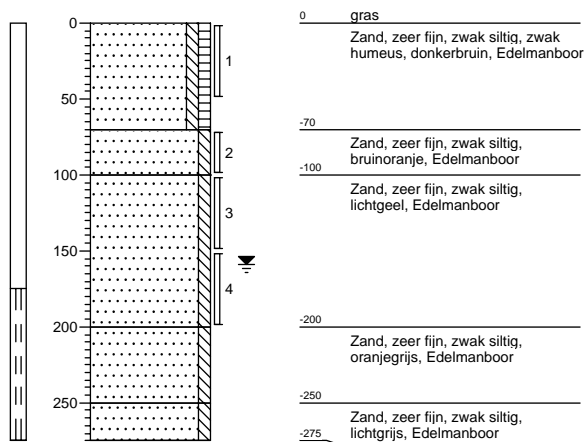 0
50
100
150
200
250
1
2
3
4
0 gras
Zand, zeer fijn, zwak siltig, zwak
humeus, donkerbruin, Edelmanboor
-70
Zand, zeer fijn, zwak siltig,
bruinoranje, Edelmanboor
-100
Zand, zeer fijn, zwak siltig,
lichtgeel, Edelmanboor
-200
Zand, zeer fijn, zwak siltig,
oranjegrijs, Edelmanboor
-250
Zand, zeer fijn, zwak siltig,
lichtgrijs, Edelmanboor
-275